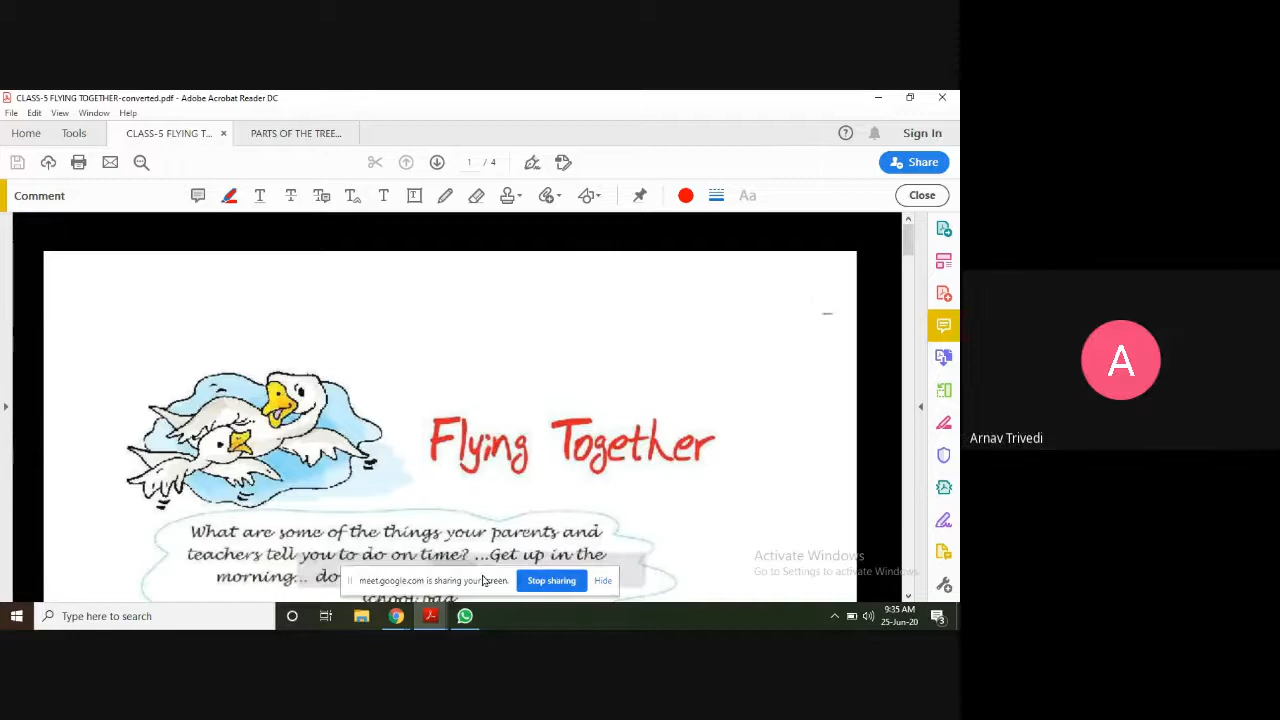 CLASS-5 FLYING TOGETHER-converted.pdf - Adobe Acrobat Reader DC
File Edit View Window Help
Home Tools CLASS-5 FLYING T... × PARTS OF THE TREE... Sign In
1 / 4 Share
Comment Aa Close
Flying Together
What are some of the things your parents and
teachers tell you to do on time? ...Get up in the
morning... do
school bag
meet.google.com is sharing your screen. Stop sharing Hide
Activate Windows
Go to Settings to activate Windows.
Type here to search
9:35 AM
25-Jun-20
3
A
Arnav Trivedi